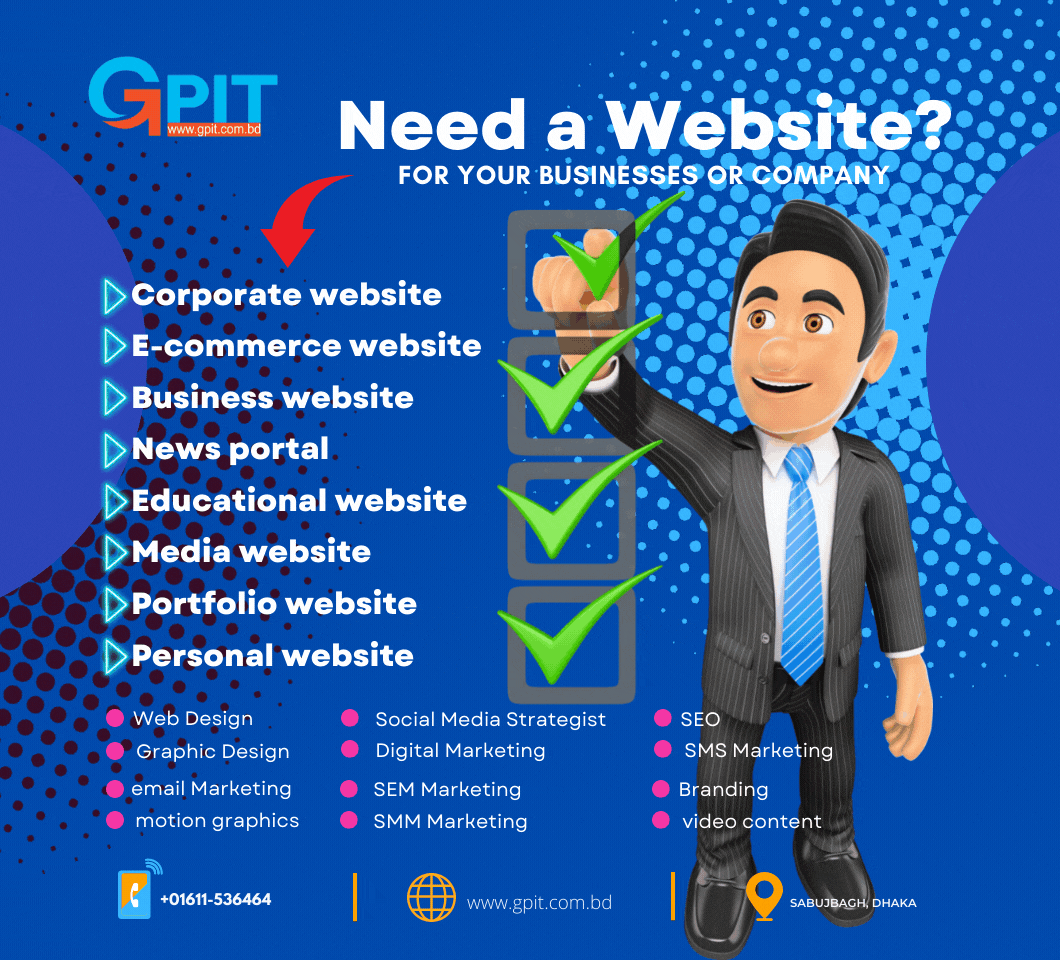 GPIT
www.gpit.com.bd
Need a Website?
FOR YOUR BUSINESSES OR COMPANY
Corporate website
E-commerce website
Business website
News portal
Educational website
Media website
Portfolio website
Personal website
Web Design
Graphic Design
email Marketing
motion graphics
Social Media Strategist
Digital Marketing
SEM Marketing
SMM Marketing
SEO
SMS Marketing
Branding
video content
+01611-536464
www.gpit.com.bd
SABUJBAGH, DHAKA